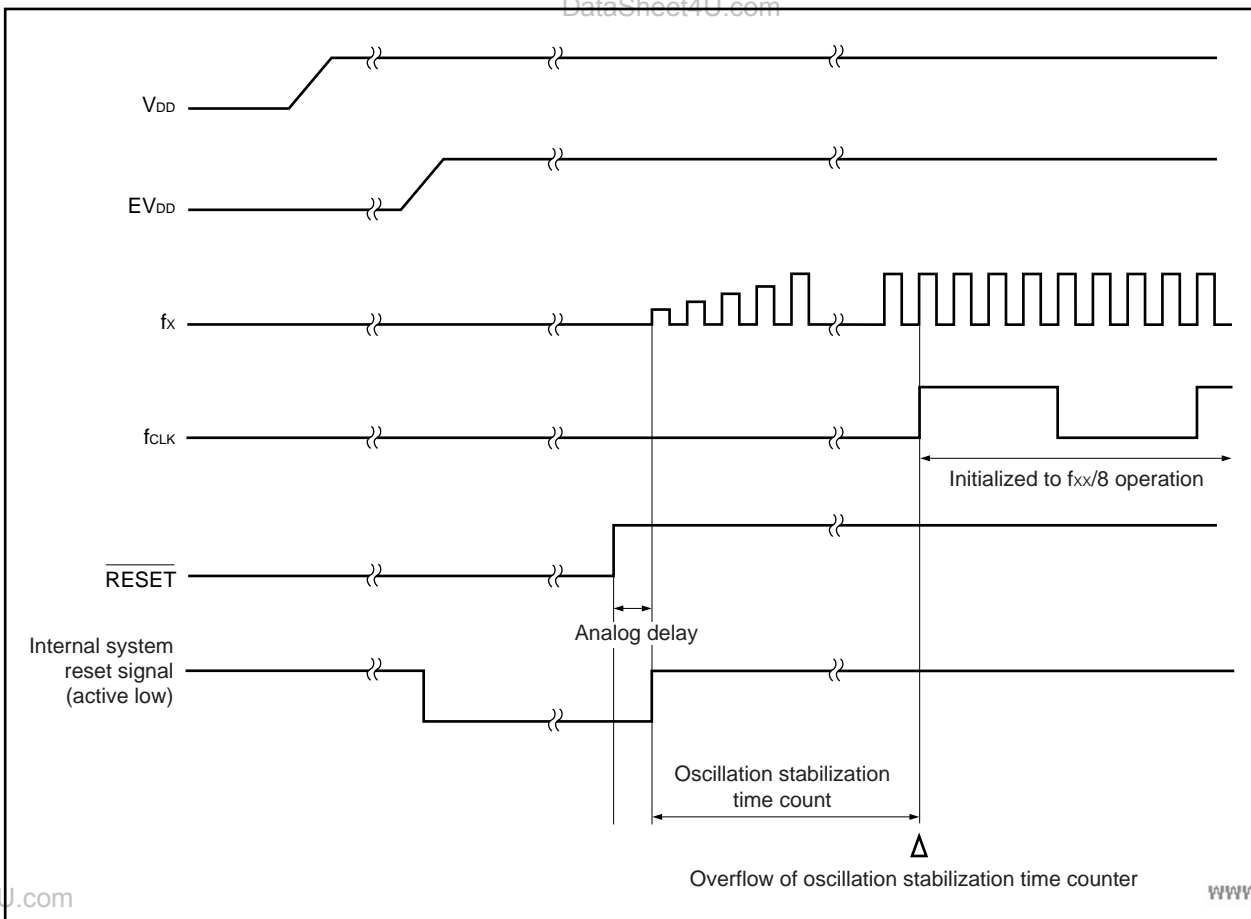 DataSheet4U.com
VDD
EVDD
fX
fCLK
Initialized to fXX/8 operation
RESET
Analog delay
Internal system
reset signal
(active low)
Oscillation stabilization
time count
Overflow of oscillation stabilization time counter
U.com
www